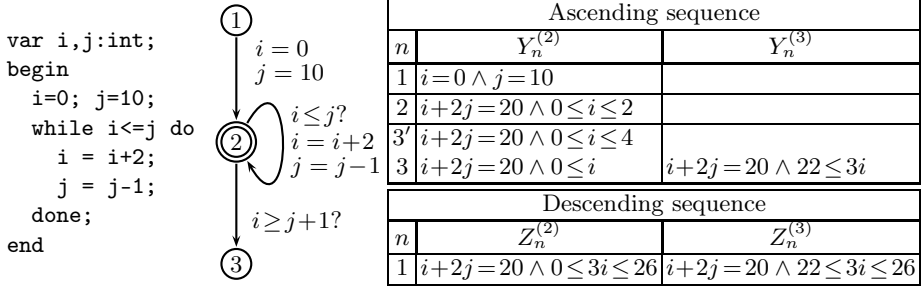 var i,j:int;
begin
i=0; j=10;
while i<=j do
i = i+2;
j = j-1;
done;
end
1
i = 0
j = 10
2
i ≤ j?
i = i+2
j = j−1
i ≥ j+1?
3
Ascending sequence
n Y_n^(2) Y_n^(3)
1 i=0 ∧ j=10
2 i+2j=20 ∧ 0≤i≤2
3′ i+2j=20 ∧ 0≤i≤4
3 i+2j=20 ∧ 0≤i i+2j=20 ∧ 22≤3i
Descending sequence
n Z_n^(2) Z_n^(3)
1 i+2j=20 ∧ 0≤3i≤26 i+2j=20 ∧ 22≤3i≤26